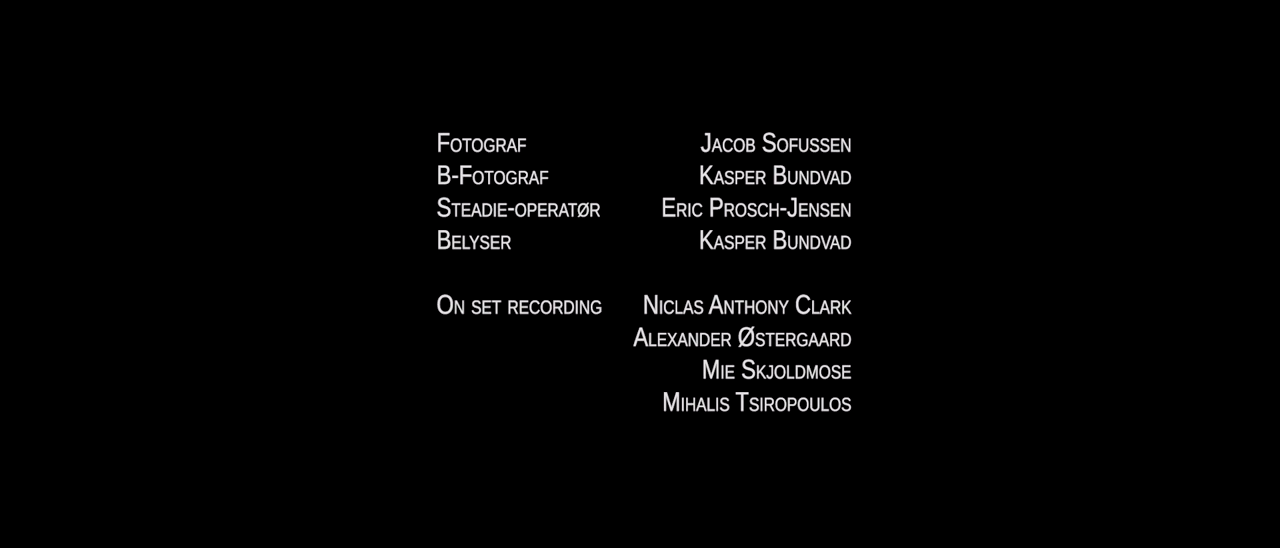 Fotograf Jacob Sofussen
B-Fotograf Kasper Bundvad
Steadie-operatør Eric Prosch-Jensen
Belyser Kasper Bundvad
On set recording Niclas Anthony Clark
Alexander Østergaard
Mie Skjoldmose
Mihalis Tsiropoulos